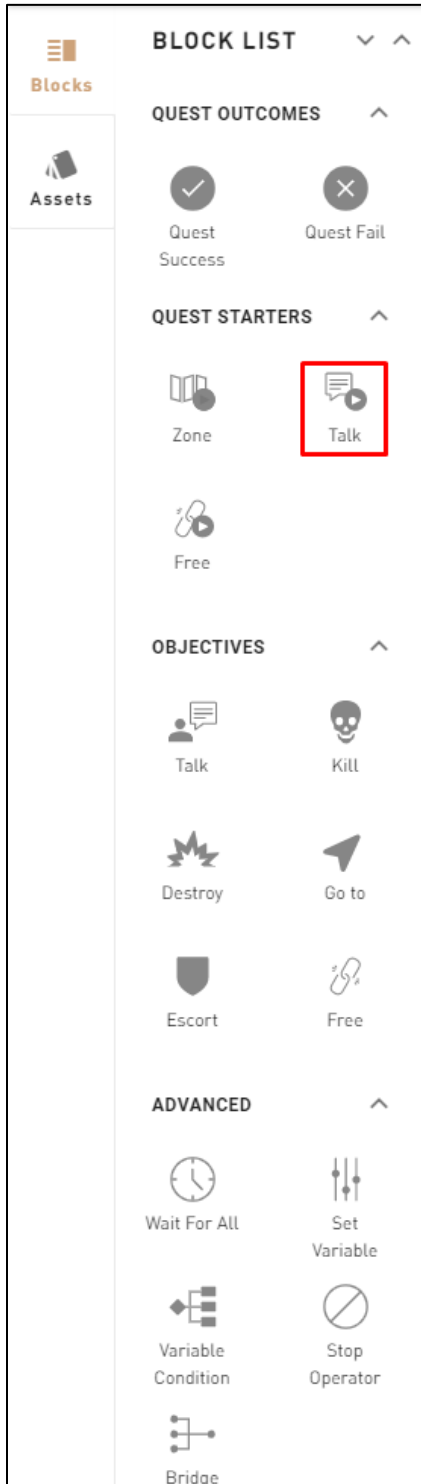 BLOCK LIST
Blocks
Assets
QUEST OUTCOMES
Quest
Success
Quest Fail
QUEST STARTERS
Zone
Talk
Free
OBJECTIVES
Talk
Kill
Destroy
Go to
Escort
Free
ADVANCED
Wait For All
Set
Variable
Variable
Condition
Stop
Operator
Bridge